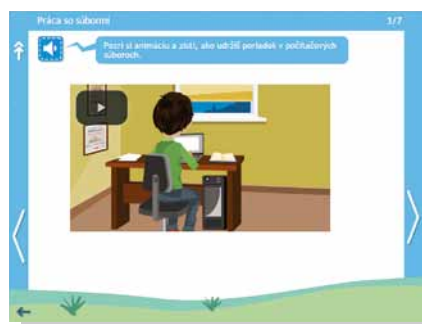 Práca so súbormi
1/7
Pozri si animáciu a zisti, ako udržíš poriadok v počítačových
súboroch.